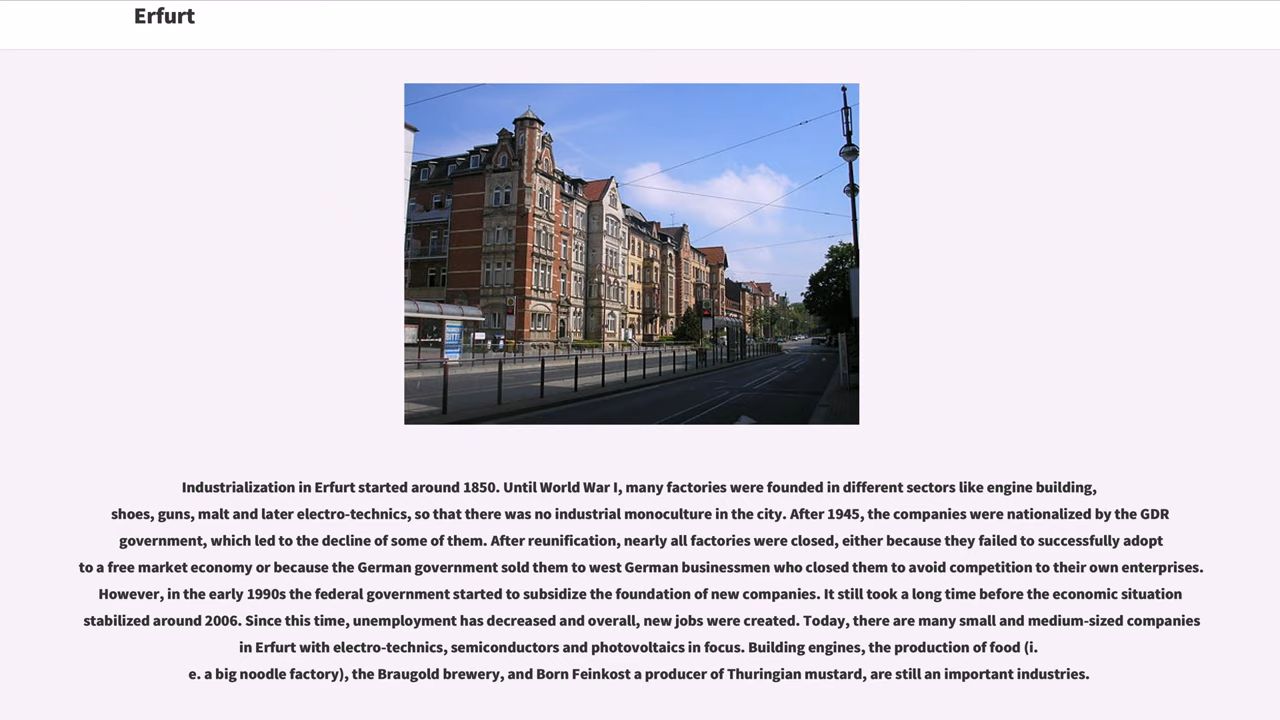 Erfurt
Industrialization in Erfurt started around 1850. Until World War I, many factories were founded in different sectors like engine building,
shoes, guns, malt and later electro-technics, so that there was no industrial monoculture in the city. After 1945, the companies were nationalized by the GDR
government, which led to the decline of some of them. After reunification, nearly all factories were closed, either because they failed to successfully adopt
to a free market economy or because the German government sold them to west German businessmen who closed them to avoid competition to their own enterprises.
However, in the early 1990s the federal government started to subsidize the foundation of new companies. It still took a long time before the economic situation
stabilized around 2006. Since this time, unemployment has decreased and overall, new jobs were created. Today, there are many small and medium-sized companies
in Erfurt with electro-technics, semiconductors and photovoltaics in focus. Building engines, the production of food (i.
e. a big noodle factory), the Braugold brewery, and Born Feinkost a producer of Thuringian mustard, are still an important industries.